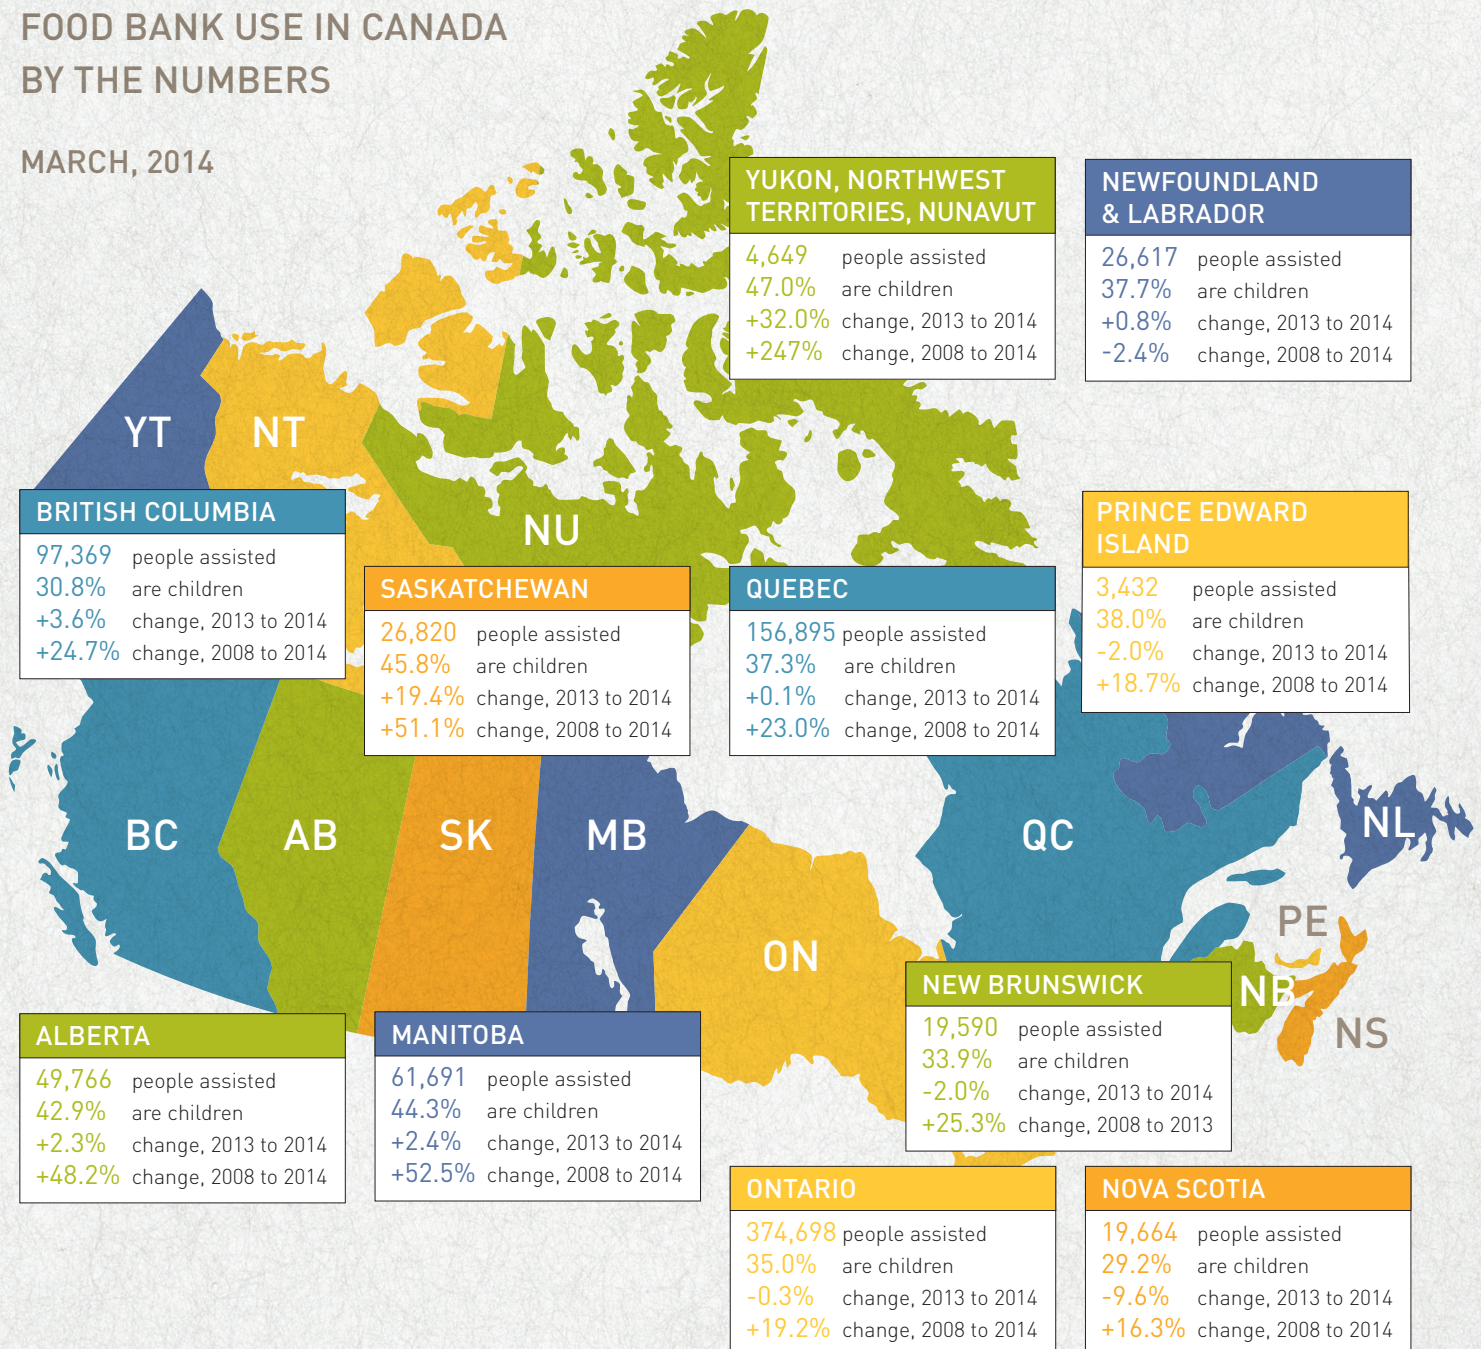 FOOD BANK USE IN CANADA
BY THE NUMBERS
MARCH, 2014
YUKON, NORTHWEST
TERRITORIES, NUNAVUT
4,649 people assisted
47.0% are children
+32.0% change, 2013 to 2014
+247% change, 2008 to 2014
NEWFOUNDLAND
& LABRADOR
26,617 people assisted
37.7% are children
+0.8% change, 2013 to 2014
-2.4% change, 2008 to 2014
YT
NT
NU
BRITISH COLUMBIA
97,369 people assisted
30.8% are children
+3.6% change, 2013 to 2014
+24.7% change, 2008 to 2014
SASKATCHEWAN
26,820 people assisted
45.8% are children
+19.4% change, 2013 to 2014
+51.1% change, 2008 to 2014
QUEBEC
156,895 people assisted
37.3% are children
+0.1% change, 2013 to 2014
+23.0% change, 2008 to 2014
PRINCE EDWARD
ISLAND
3,432 people assisted
38.0% are children
-2.0% change, 2013 to 2014
+18.7% change, 2008 to 2014
BC
AB
SK
MB
ON
QC
NL
PE
NB
NS
ALBERTA
49,766 people assisted
42.9% are children
+2.3% change, 2013 to 2014
+48.2% change, 2008 to 2014
MANITOBA
61,691 people assisted
44.3% are children
+2.4% change, 2013 to 2014
+52.5% change, 2008 to 2014
NEW BRUNSWICK
19,590 people assisted
33.9% are children
-2.0% change, 2013 to 2014
+25.3% change, 2008 to 2013
ONTARIO
374,698 people assisted
35.0% are children
-0.3% change, 2013 to 2014
+19.2% change, 2008 to 2014
NOVA SCOTIA
19,664 people assisted
29.2% are children
-9.6% change, 2013 to 2014
+16.3% change, 2008 to 2014